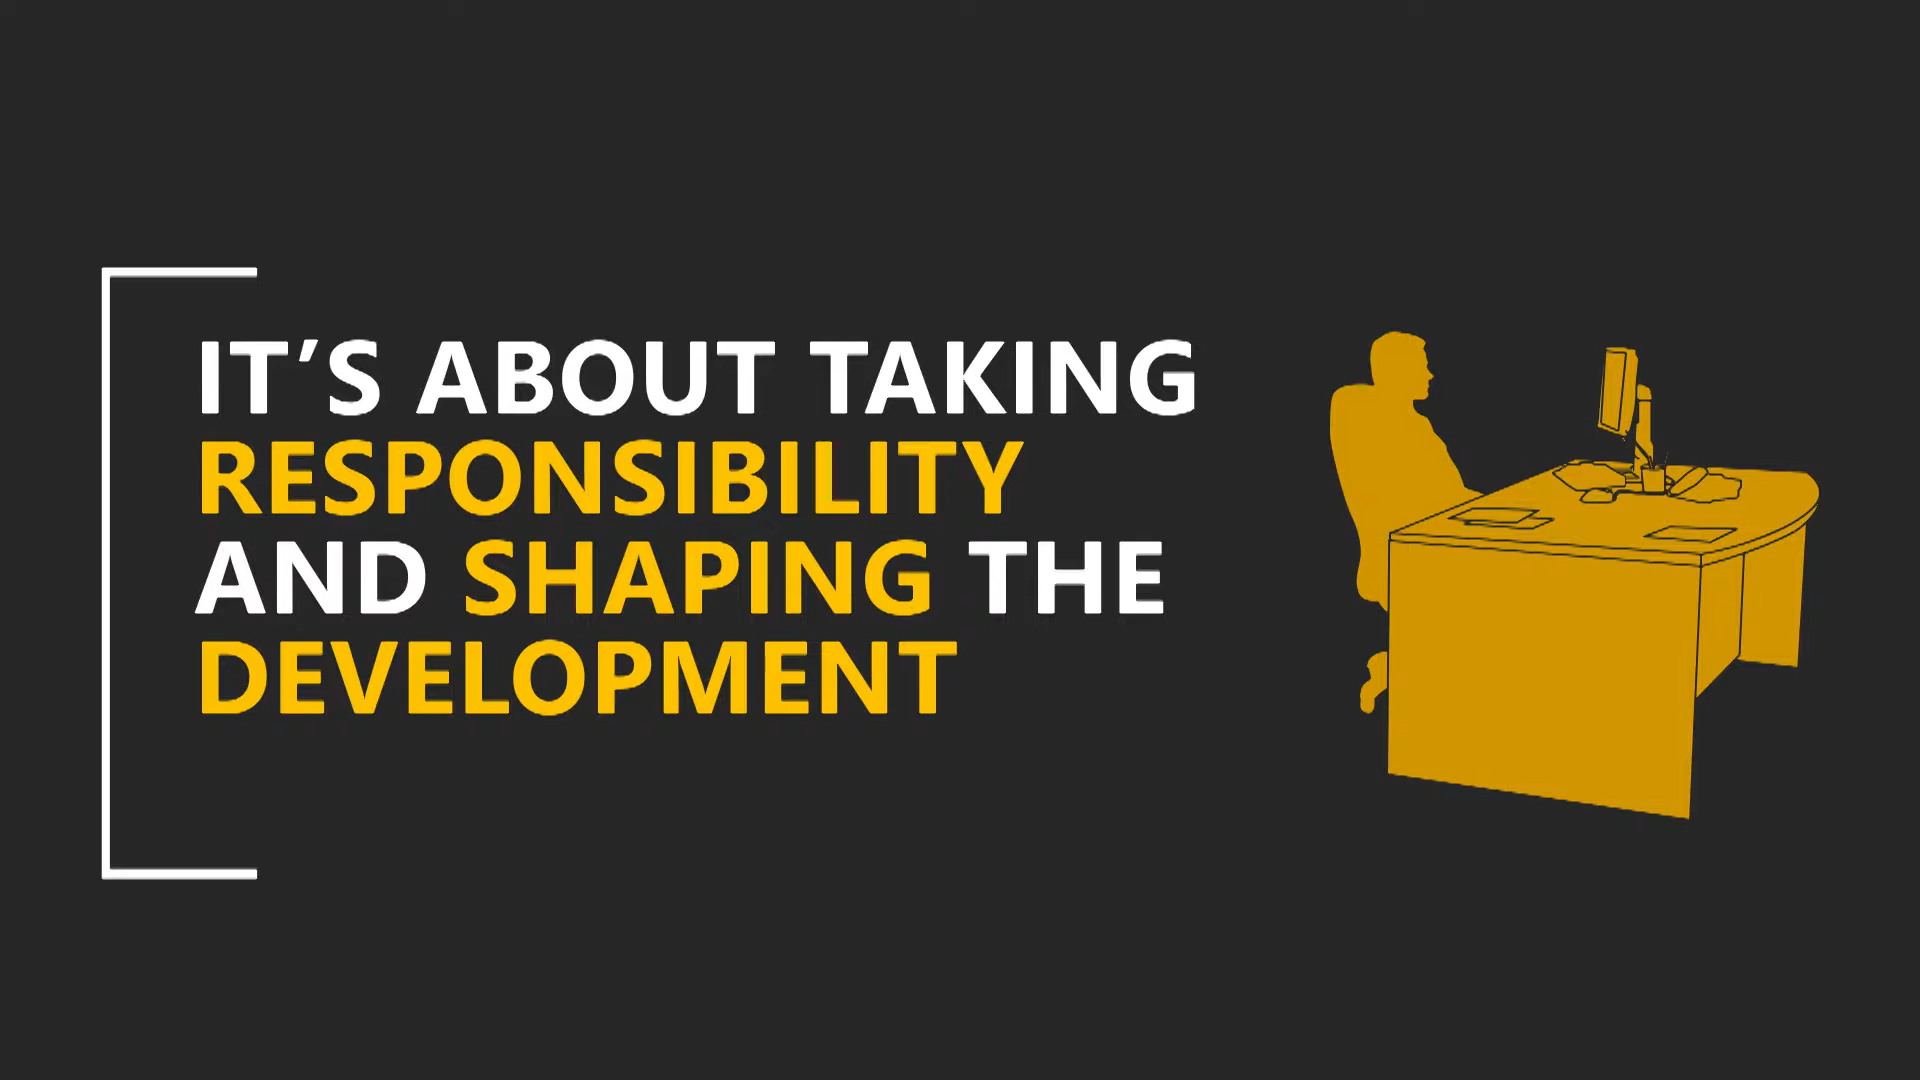 IT’S ABOUT TAKING
RESPONSIBILITY
AND SHAPING THE
DEVELOPMENT